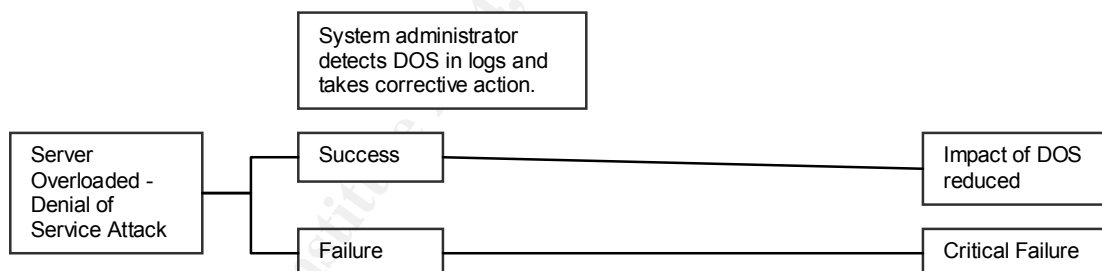 System administrator
detects DOS in logs and
takes corrective action.
Server
Overloaded -
Denial of
Service Attack
Success
Impact of DOS
reduced
Failure
Critical Failure